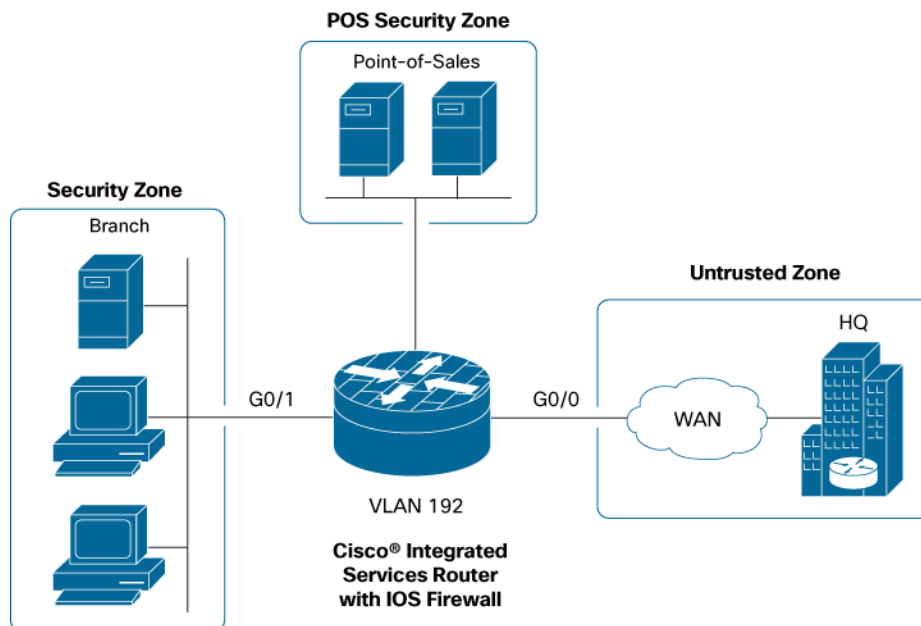 POS Security Zone
Point-of-Sales
Security Zone
Branch
Untrusted Zone
HQ
G0/1
G0/0
WAN
VLAN 192
Cisco® Integrated
Services Router
with IOS Firewall